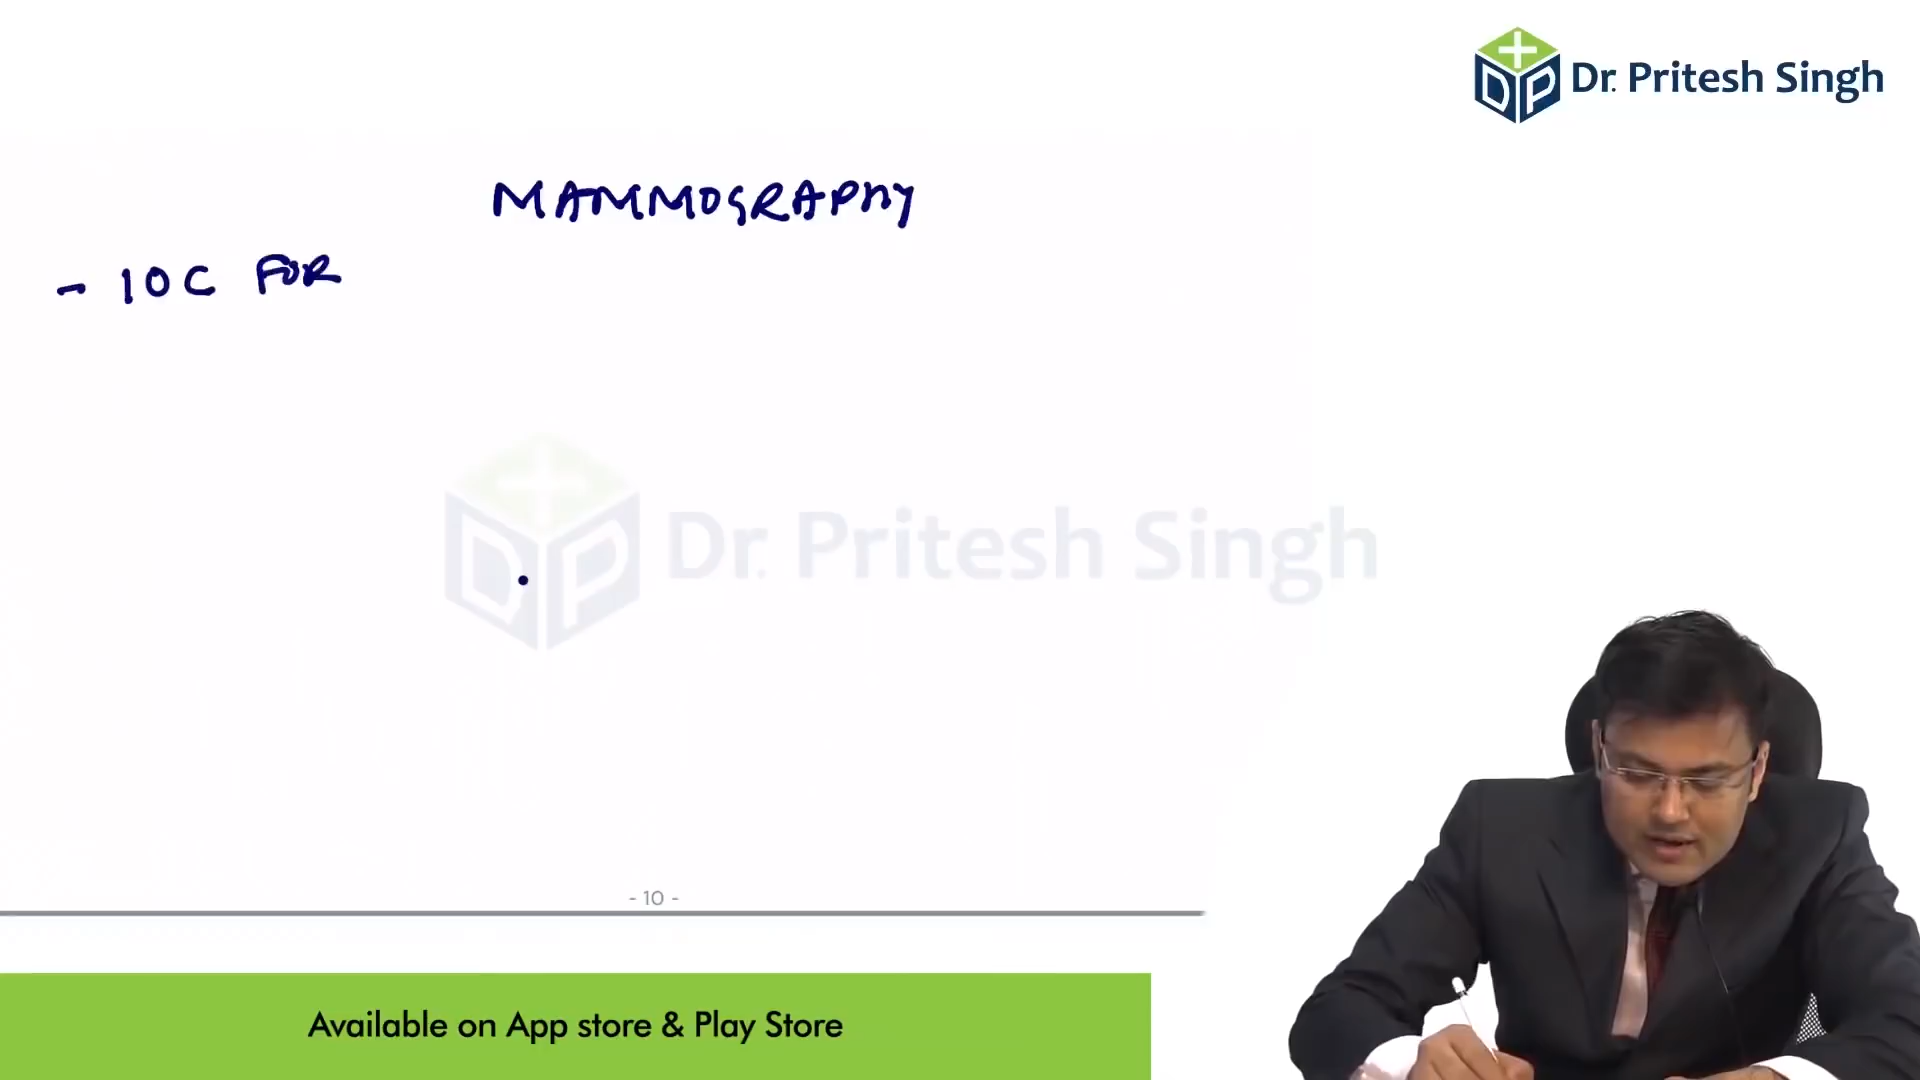 Dr. Pritesh Singh
MAMMOGRAPHY
- IOC FOR
Dr. Pritesh Singh
- 10 -
Available on App store & Play Store